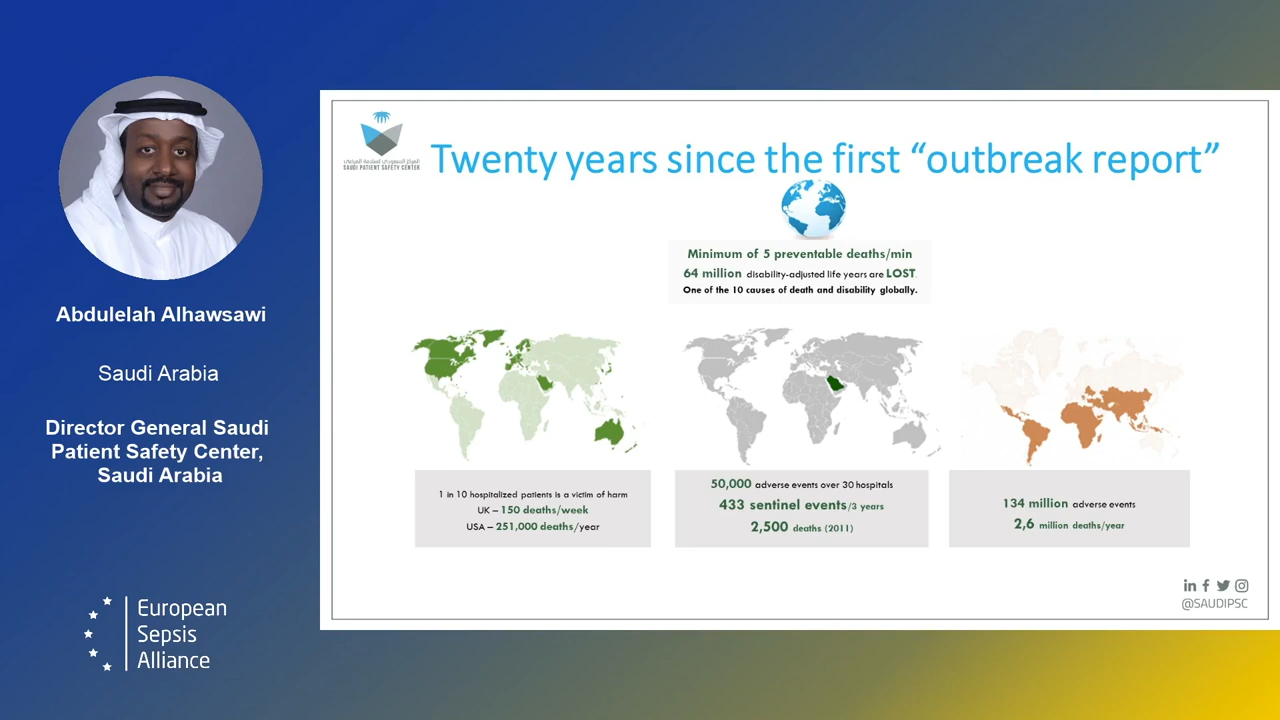 Abdulelah Alhawsawi
Saudi Arabia
Director General Saudi
Patient Safety Center,
Saudi Arabia
European
Sepsis
Alliance
المركز السعودي لسلامة المرضى
SAUDI PATIENT SAFETY CENTER
Twenty years since the first “outbreak report”
Minimum of 5 preventable deaths/min
64 million disability-adjusted life years are LOST.
One of the 10 causes of death and disability globally.
1 in 10 hospitalized patients is a victim of harm
UK – 150 deaths/week
USA – 251,000 deaths/year
50,000 adverse events over 30 hospitals
433 sentinel events/3 years
2,500 deaths (2011)
134 million adverse events
2,6 million deaths/year
@SAUDIPSC